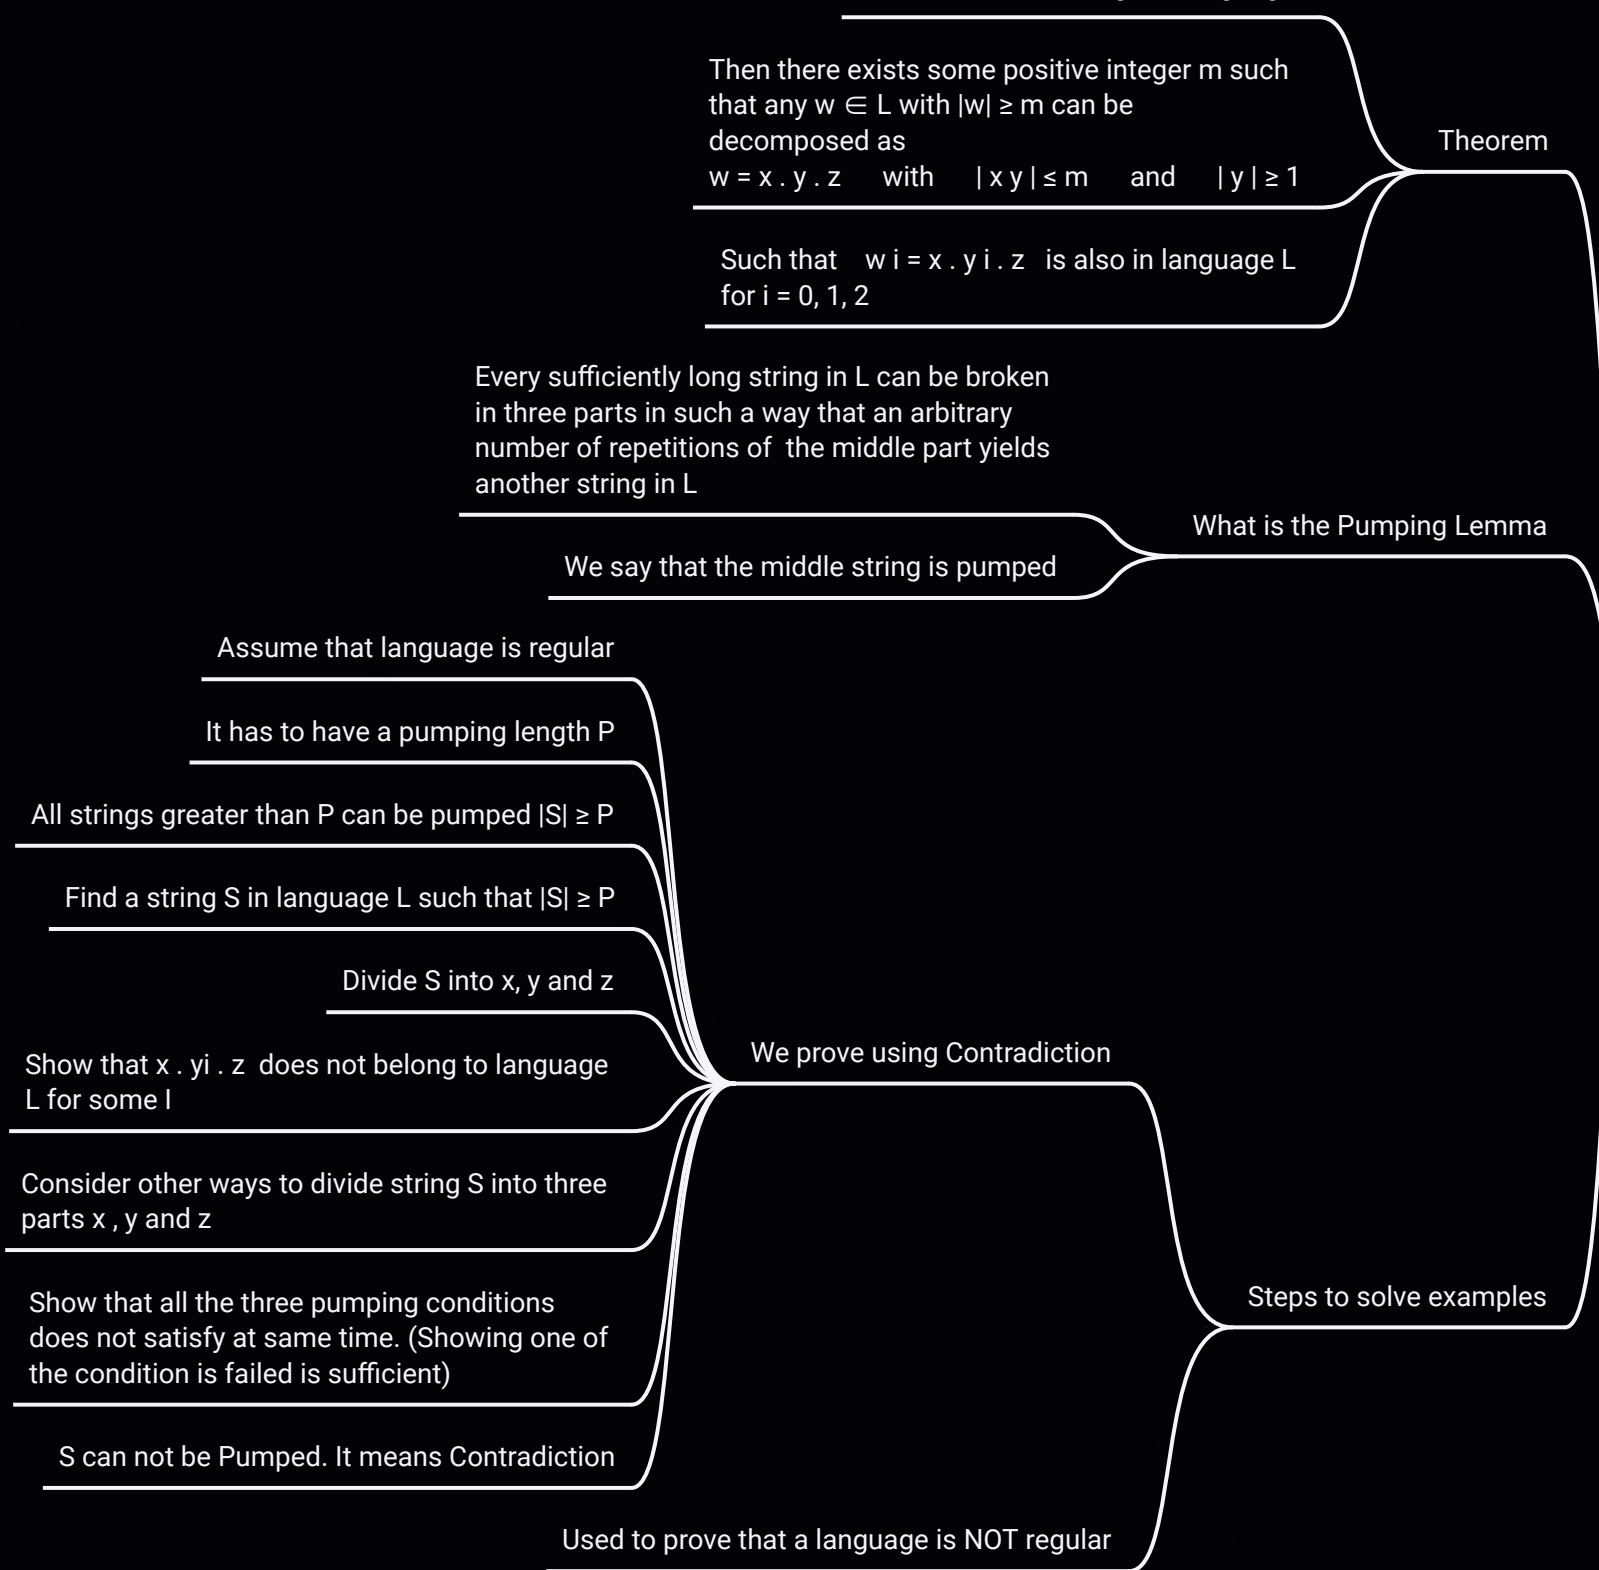 Then there exists some positive integer m such
that any w ∈ L with |w| ≥ m can be
decomposed as
w = x . y . z with | x y | ≤ m and | y | ≥ 1
Theorem
Such that w i = x . y i . z is also in language L
for i = 0, 1, 2
Every sufficiently long string in L can be broken
in three parts in such a way that an arbitrary
number of repetitions of the middle part yields
another string in L
What is the Pumping Lemma
We say that the middle string is pumped
Assume that language is regular
It has to have a pumping length P
All strings greater than P can be pumped |S| ≥ P
Find a string S in language L such that |S| ≥ P
Divide S into x, y and z
We prove using Contradiction
Show that x . yi . z does not belong to language
L for some I
Consider other ways to divide string S into three
parts x , y and z
Steps to solve examples
Show that all the three pumping conditions
does not satisfy at same time. (Showing one of
the condition is failed is sufficient)
S can not be Pumped. It means Contradiction
Used to prove that a language is NOT regular